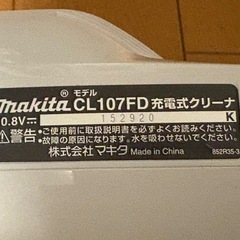 モデル
makita CL107FD 充電式クリーナ
0.8V⎓ 152920 K
警告
・ご使用前に取扱説明書を必ずよくお読みください。
・故障の原因になります。水を吸わせないでください。
株式会社マキタ Made in China 852R35-3